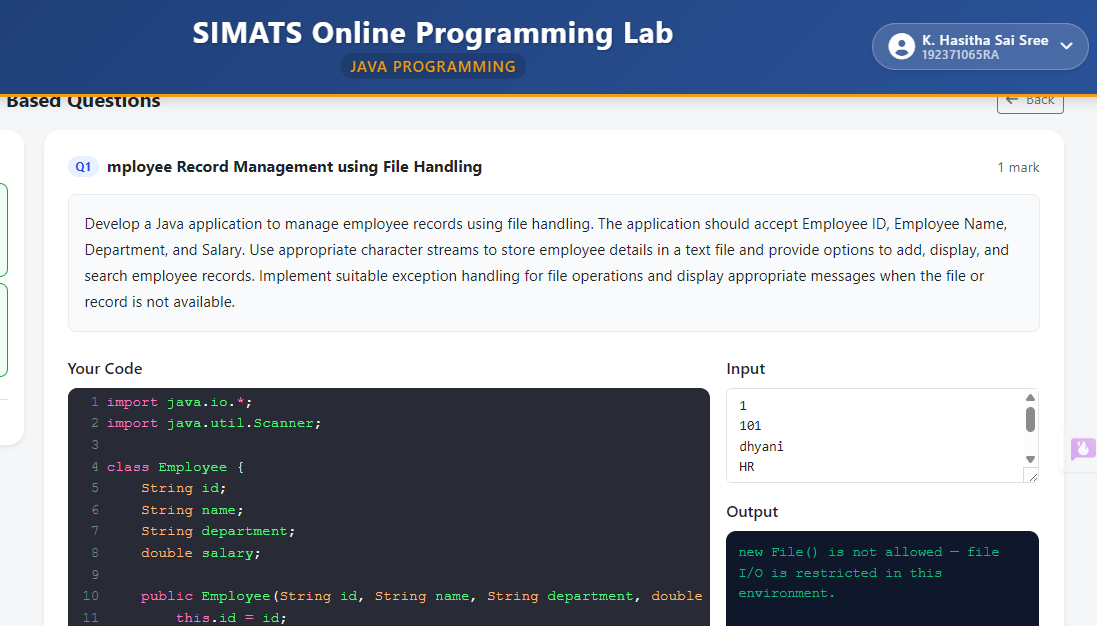 SIMATS Online Programming Lab
JAVA PROGRAMMING
K. Hasitha Sai Sree
192371065RA
Based Questions
← Back
Q1 mployee Record Management using File Handling
1 mark
Develop a Java application to manage employee records using file handling. The application should accept Employee ID, Employee Name,
Department, and Salary. Use appropriate character streams to store employee details in a text file and provide options to add, display, and
search employee records. Implement suitable exception handling for file operations and display appropriate messages when the file or
record is not available.
Your Code
1 import java.io.*;
2 import java.util.Scanner;
3
4 class Employee {
5     String id;
6     String name;
7     String department;
8     double salary;
9
10     public Employee(String id, String name, String department, double
11         this.id = id;
Input
1
101
dhyani
HR
Output
new File() is not allowed — file
I/O is restricted in this
environment.